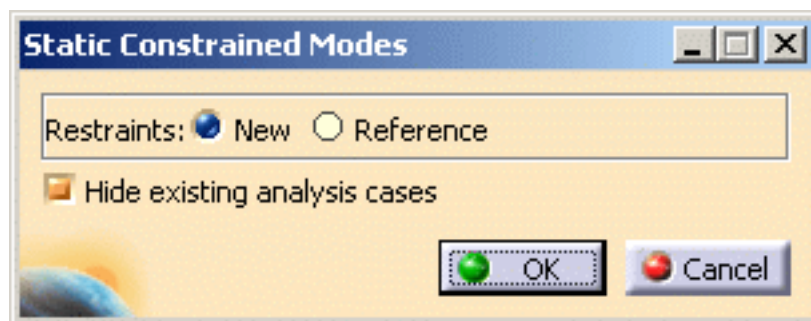 Static Constrained Modes
Restraints: New Reference
Hide existing analysis cases
OK Cancel